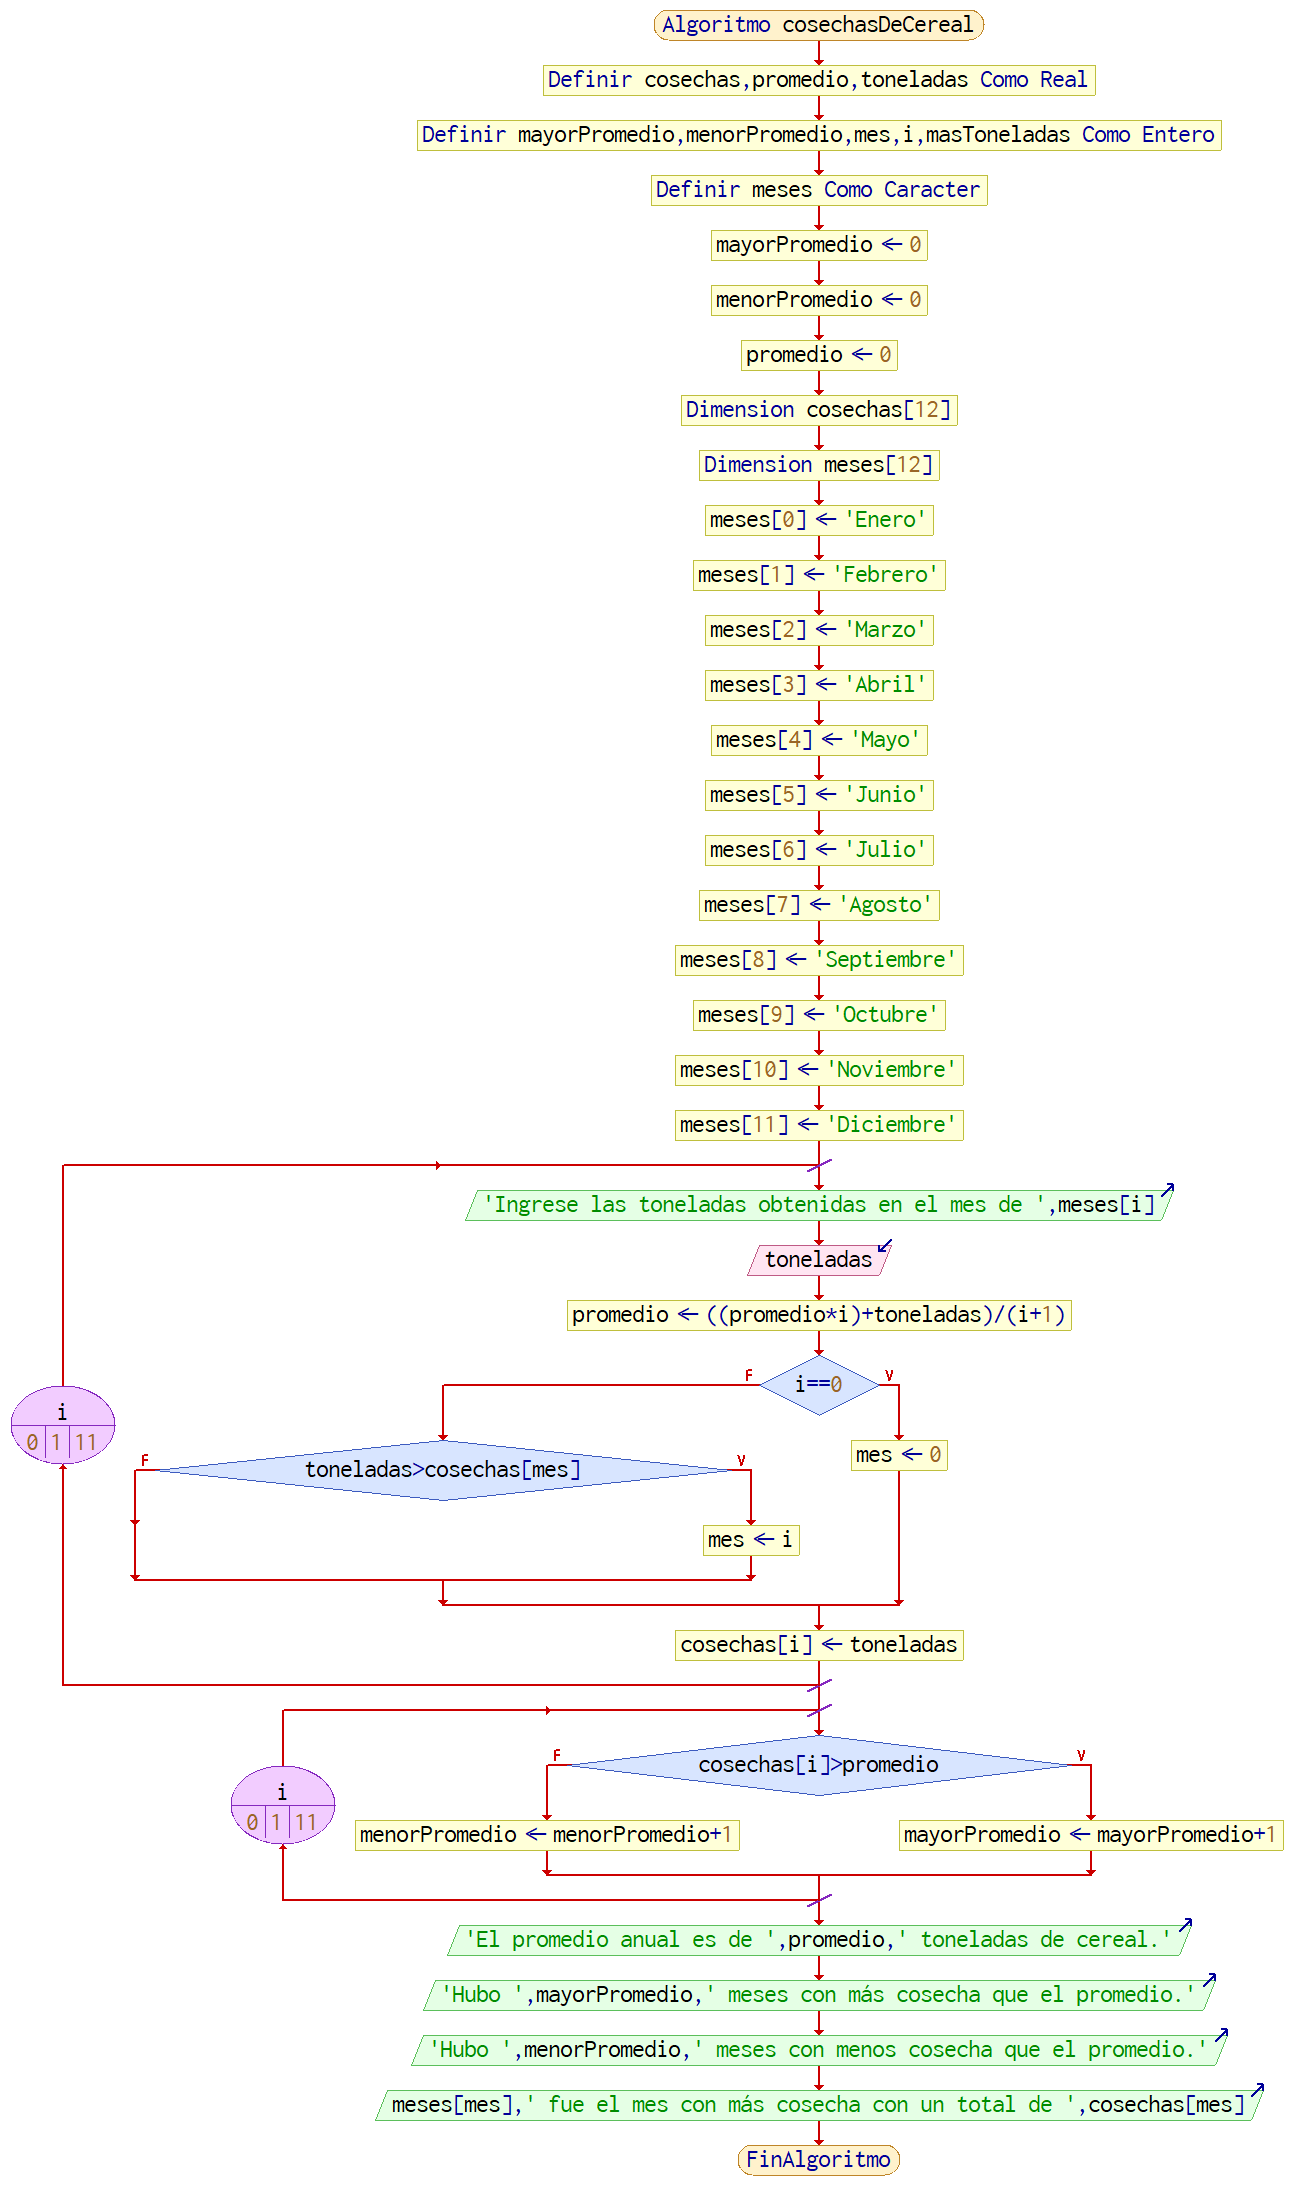 Algoritmo cosechasDeCereal
Definir cosechas,promedio,toneladas Como Real
Definir mayorPromedio,menorPromedio,mes,i,masToneladas Como Entero
Definir meses Como Caracter
mayorPromedio ← 0
menorPromedio ← 0
promedio ← 0
Dimension cosechas[12]
Dimension meses[12]
meses[0] ← 'Enero'
meses[1] ← 'Febrero'
meses[2] ← 'Marzo'
meses[3] ← 'Abril'
meses[4] ← 'Mayo'
meses[5] ← 'Junio'
meses[6] ← 'Julio'
meses[7] ← 'Agosto'
meses[8] ← 'Septiembre'
meses[9] ← 'Octubre'
meses[10] ← 'Noviembre'
meses[11] ← 'Diciembre'
'Ingrese las toneladas obtenidas en el mes de ',meses[i]
toneladas
promedio ← ((promedio*i)+toneladas)/(i+1)
F
V
i==0
i
0 1 11
mes ← 0
F
V
toneladas>cosechas[mes]
mes ← i
cosechas[i] ← toneladas
F
V
cosechas[i]>promedio
i
0 1 11
menorPromedio ← menorPromedio+1
mayorPromedio ← mayorPromedio+1
'El promedio anual es de ',promedio,' toneladas de cereal.'
'Hubo ',mayorPromedio,' meses con más cosecha que el promedio.'
'Hubo ',menorPromedio,' meses con menos cosecha que el promedio.'
meses[mes],' fue el mes con más cosecha con un total de ',cosechas[mes]
FinAlgoritmo